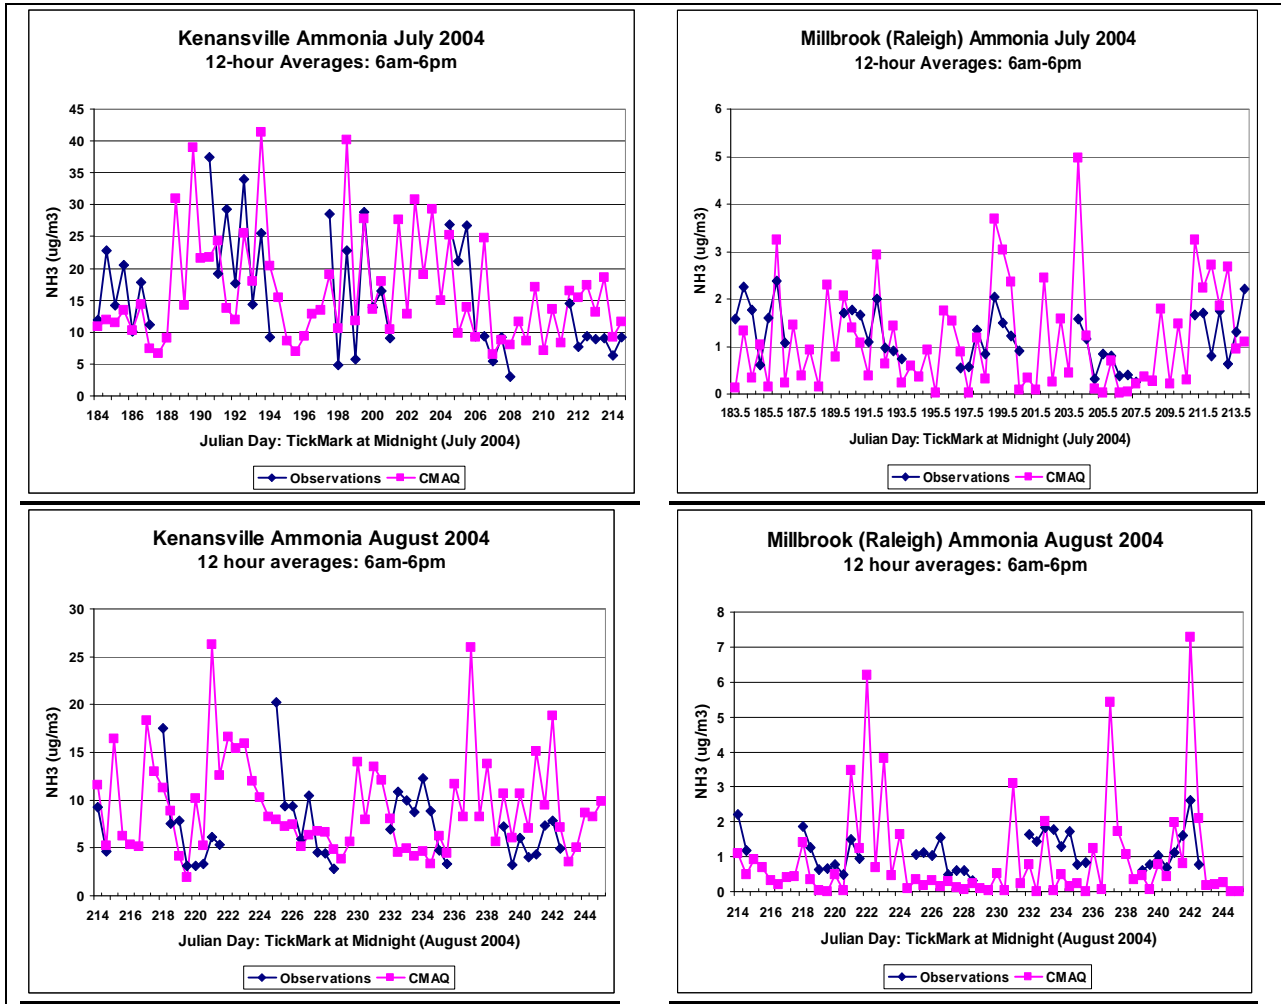 Kenansville Ammonia July 2004
12-hour Averages: 6am-6pm
45
40
35
30
25
20
15
10
5
0
NH3 (ug/m3)
184 186 188 190 192 194 196 198 200 202 204 206 208 210 212 214
Julian Day: TickMark at Midnight (July 2004)
Observations CMAQ
Millbrook (Raleigh) Ammonia July 2004
12-hour Averages: 6am-6pm
6
5
4
3
2
1
0
NH3 (ug/m3)
183.5 185.5 187.5 189.5 191.5 193.5 195.5 197.5 199.5 201.5 203.5 205.5 207.5 209.5 211.5 213.5
Julian Day: TickMark at Midnight (July 2004)
Observations CMAQ
Kenansville Ammonia August 2004
12 hour averages: 6am-6pm
30
25
20
15
10
5
0
NH3 (ug/m3)
214 216 218 220 222 224 226 228 230 232 234 236 238 240 242 244
Julian Day: TickMark at Midnight (August 2004)
Observations CMAQ
Millbrook (Raleigh) Ammonia August 2004
12 hour averages: 6am-6pm
8
7
6
5
4
3
2
1
0
NH3 (ug/m3)
214 216 218 220 222 224 226 228 230 232 234 236 238 240 242 244
Julian Day: TickMark at Midnight (August 2004)
Observations CMAQ